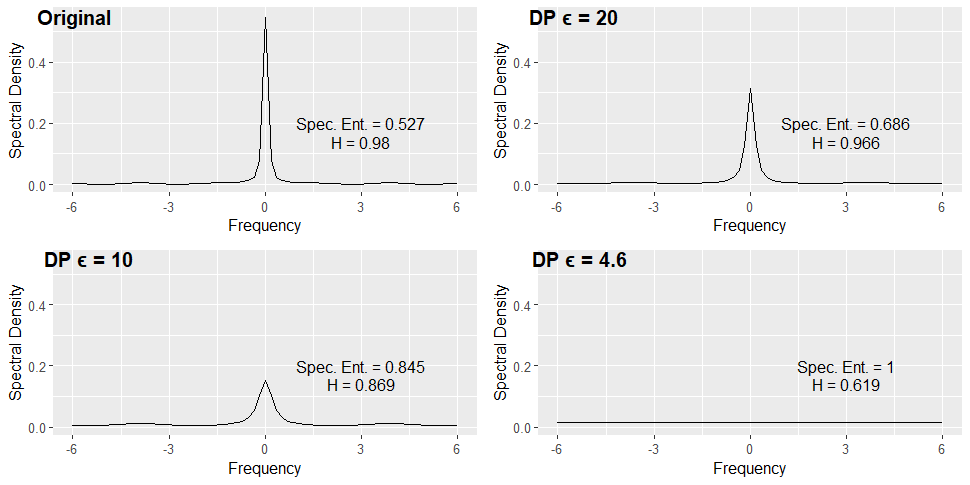 Original
Spectral Density
0.4
0.2
0.0
Spec. Ent. = 0.527
H = 0.98
-6 -3 0 3 6
Frequency
DP ϵ = 20
Spectral Density
0.4
0.2
0.0
Spec. Ent. = 0.686
H = 0.966
-6 -3 0 3 6
Frequency
DP ϵ = 10
Spectral Density
0.4
0.2
0.0
Spec. Ent. = 0.845
H = 0.869
-6 -3 0 3 6
Frequency
DP ϵ = 4.6
Spectral Density
0.4
0.2
0.0
Spec. Ent. = 1
H = 0.619
-6 -3 0 3 6
Frequency